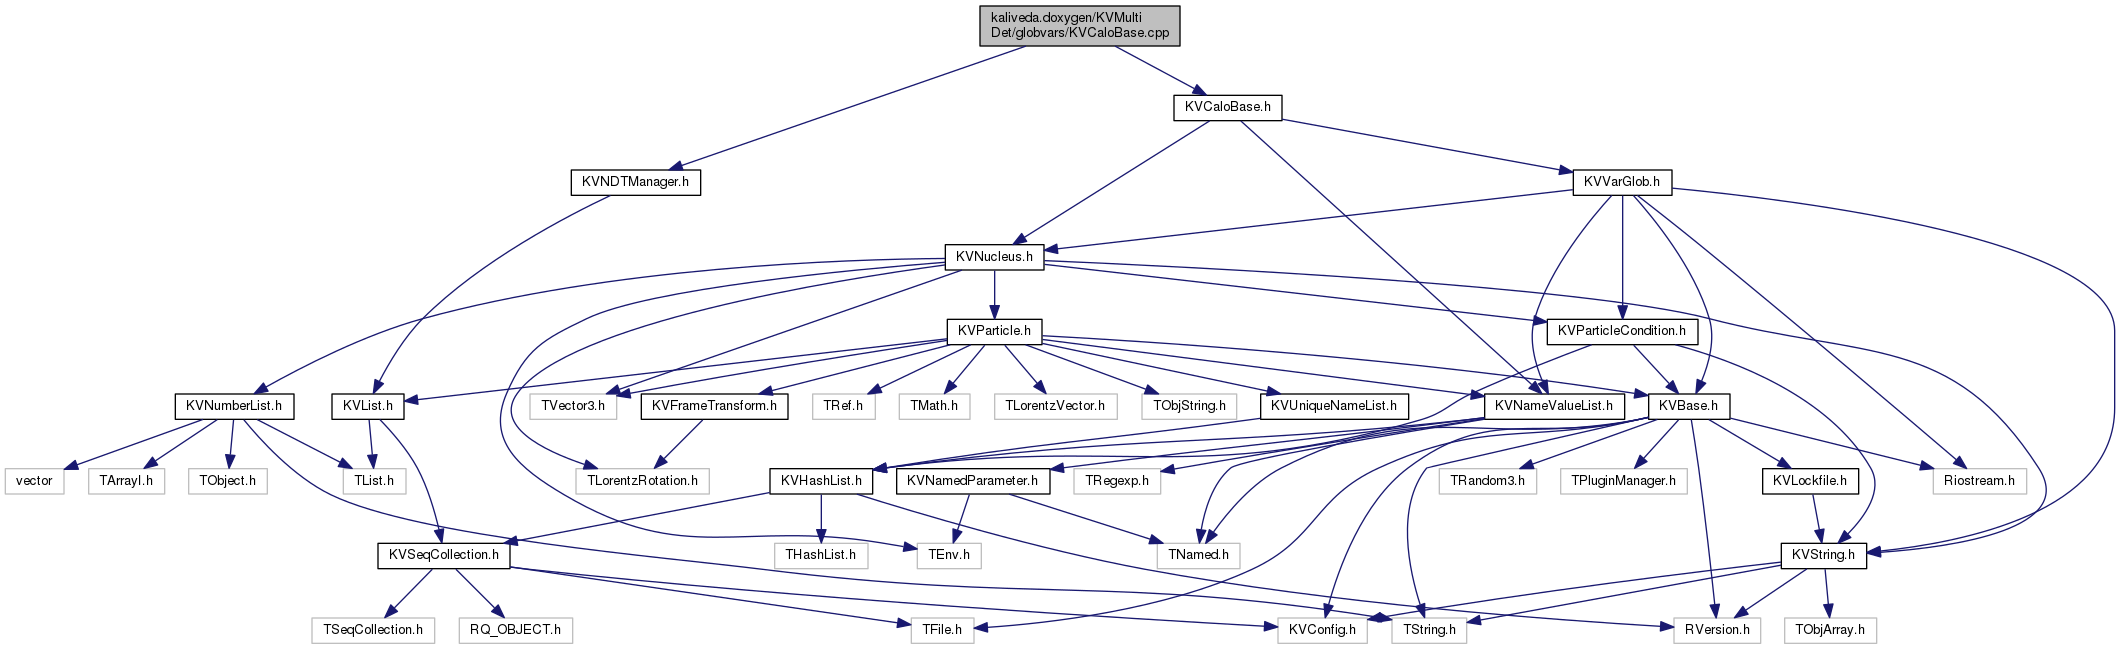 kaliveda.doxygen/KVMulti
Det/globvars/KVCaloBase.cpp
KVCaloBase.h
KVNDTManager.h
KVVarGlob.h
KVNucleus.h
KVParticle.h
KVParticleCondition.h
KVNumberList.h
KVList.h
TVector3.h
KVFrameTransform.h
TRef.h
TMath.h
TLorentzVector.h
TObjString.h
KVUniqueNameList.h
KVNameValueList.h
KVBase.h
vector
TArrayI.h
TObject.h
TList.h
TLorentzRotation.h
KVHashList.h
KVNamedParameter.h
TRegexp.h
TRandom3.h
TPluginManager.h
KVLockfile.h
Riostream.h
KVSeqCollection.h
THashList.h
TEnv.h
TNamed.h
KVString.h
TSeqCollection.h
RQ_OBJECT.h
TFile.h
KVConfig.h
TString.h
RVersion.h
TObjArray.h